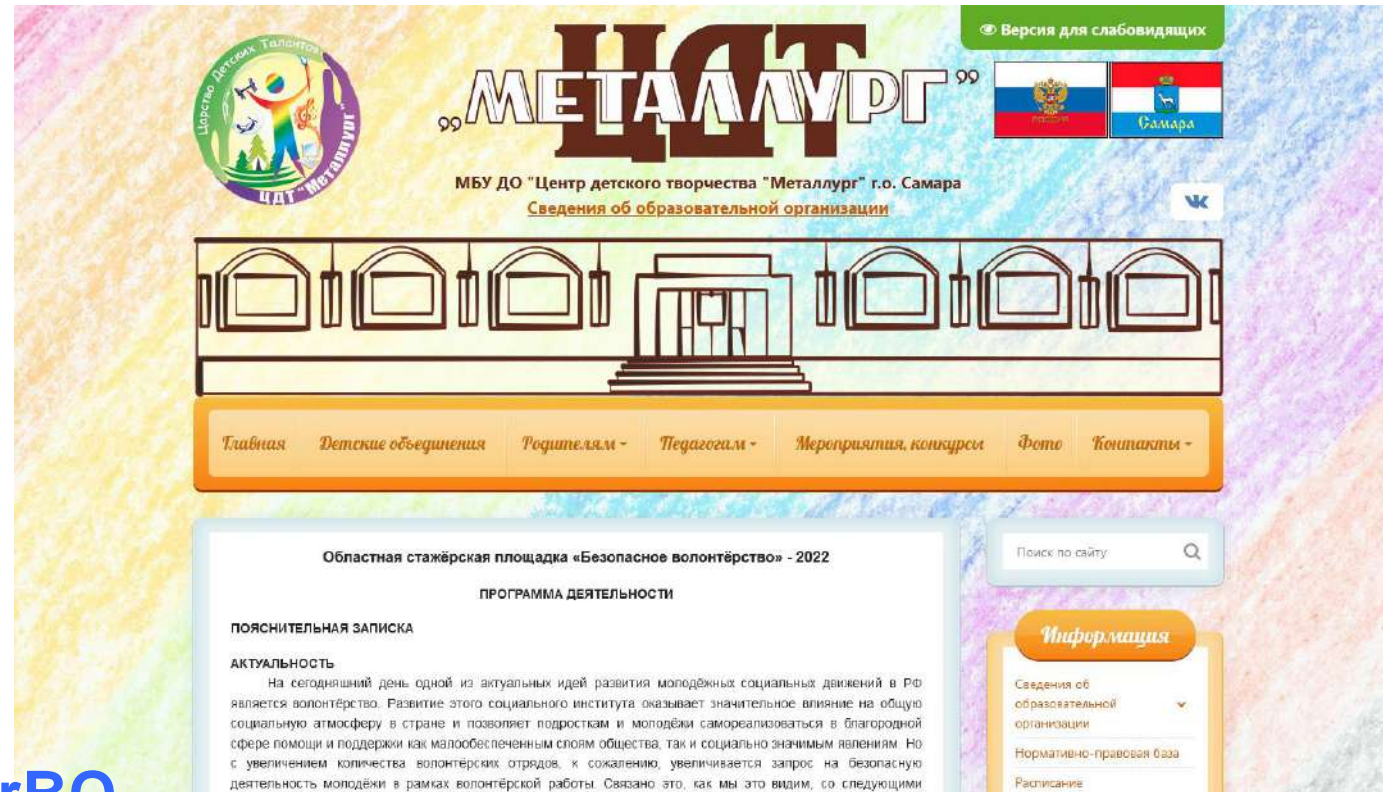 Царство Детских Талантов
ЦДТ "Металлург"
ЦДТ
„МЕТАЛЛУРГ”
Версия для слабовидящих
РОССИЯ
Самара
МБУ ДО "Центр детского творчества "Металлург" г.о. Самара
Сведения об образовательной организации
Главная Детские объединения Родителям Педагогам Мероприятия, конкурсы Фото Контакты
Областная стажёрская площадка «Безопасное волонтёрство» - 2022
ПРОГРАММА ДЕЯТЕЛЬНОСТИ
ПОЯСНИТЕЛЬНАЯ ЗАПИСКА
АКТУАЛЬНОСТЬ
На сегодняшний день одной из актуальных идей развития молодёжных социальных движений в РФ
является волонтёрство. Развитие этого социального института оказывает значительное влияние на общую
социальную атмосферу в стране и позволяет подросткам и молодёжи самореализоваться в благородной
сфере помощи и поддержки как малообеспеченным слоям общества, так и социально значимым явлениям. Но
с увеличением количества волонтёрских отрядов, к сожалению, увеличивается запрос на безопасную
деятельность молодёжи в рамках волонтёрской работы. Связано это, как мы это видим, со следующими
Поиск по сайту
Информация
Сведения об
образовательной
организации
Нормативно-правовая база
Расписание